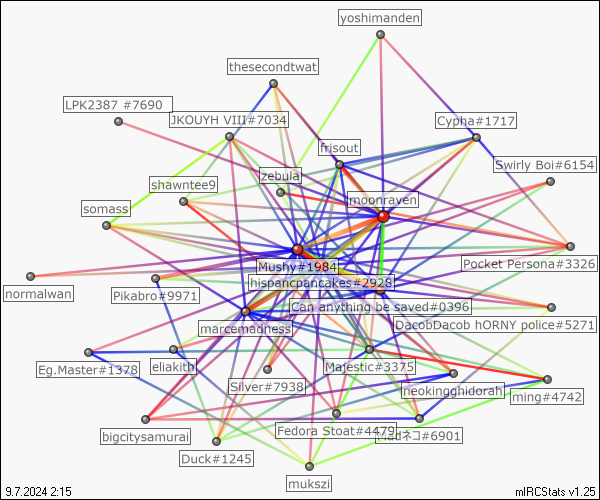 yoshimanden
thesecondtwat
LPK2387 #7690
JKOUYH VIII#7034
Cypha#1717
frisout
Swirly Boi#6154
zebula
shawntee9
moonraven
somass
Pocket Persona#3326
Mushy#1984
hispancpancakes#2928
normalwan
Pikabro#9971
Can anything be saved#0396
marcemadness
DacobDacob hORNY police#5271
Eg.Master#1378
eliakith
Majestic#3375
Silver#7938
neokingghidorah
ming#4742
bigcitysamurai
Fedora Stoat#4479
#6901
Duck#1245
mukszi
9.7.2024 2:15
mIRCStats v1.25